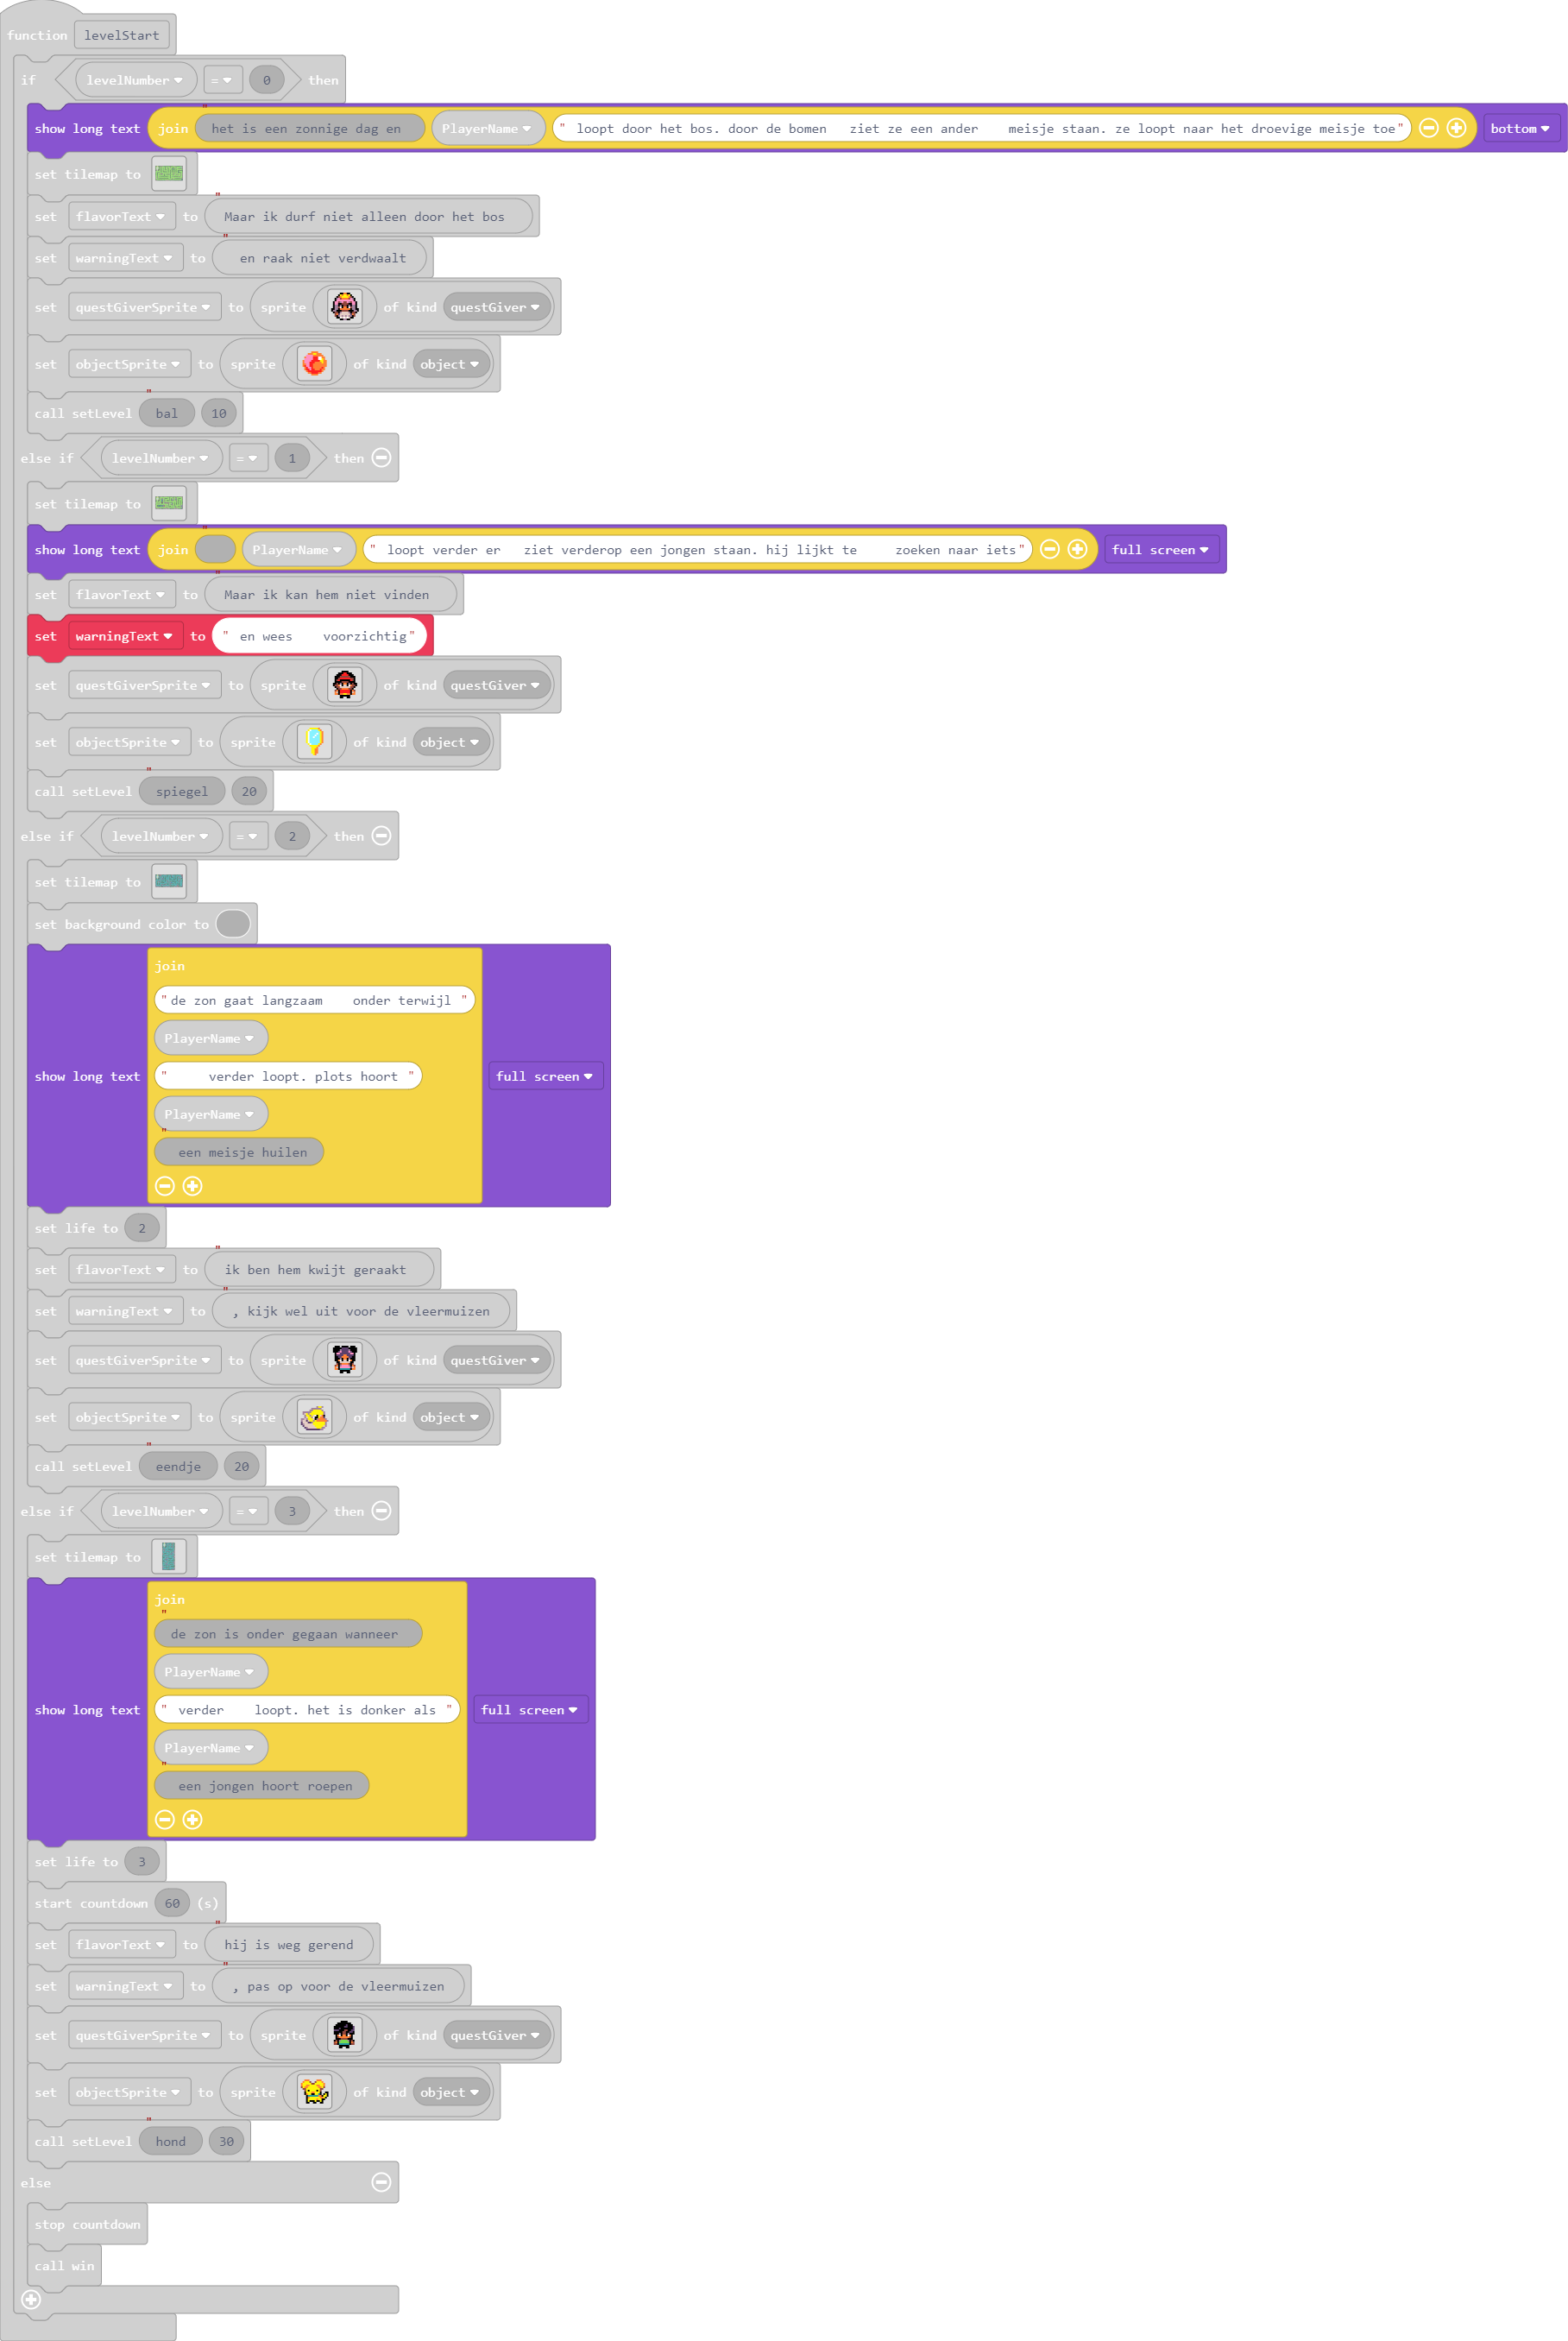 function levelStart
if levelNumber = 0 then
show long text join " het is een zonnige dag en PlayerName " loopt door het bos. door de bomen   ziet ze een ander    meisje staan. ze loopt naar het droevige meisje toe" bottom
set tilemap to
set flavorText to " Maar ik durf niet alleen door het bos
set warningText to " en raak niet verdwaalt
set questGiverSprite to sprite of kind questGiver
set objectSprite to sprite of kind object
call setLevel " bal 10
else if levelNumber = 1 then
set tilemap to
show long text join " PlayerName " loopt verder er   ziet verderop een jongen staan. hij lijkt te     zoeken naar iets" full screen
set flavorText to " Maar ik kan hem niet vinden
set warningText to " en wees    voorzichtig"
set questGiverSprite to sprite of kind questGiver
set objectSprite to sprite of kind object
call setLevel " spiegel 20
else if levelNumber = 2 then
set tilemap to
set background color to
join
"de zon gaat langzaam    onder terwijl "
PlayerName
show long text "     verder loopt. plots hoort " full screen
PlayerName
" een meisje huilen
set life to 2
set flavorText to " ik ben hem kwijt geraakt
set warningText to " , kijk wel uit voor de vleermuizen
set questGiverSprite to sprite of kind questGiver
set objectSprite to sprite of kind object
call setLevel " eendje 20
else if levelNumber = 3 then
set tilemap to
join
" de zon is onder gegaan wanneer
PlayerName
show long text " verder    loopt. het is donker als " full screen
PlayerName
" een jongen hoort roepen
set life to 3
start countdown 60 (s)
set flavorText to " hij is weg gerend
set warningText to " , pas op voor de vleermuizen
set questGiverSprite to sprite of kind questGiver
set objectSprite to sprite of kind object
call setLevel " hond 30
else
stop countdown
call win